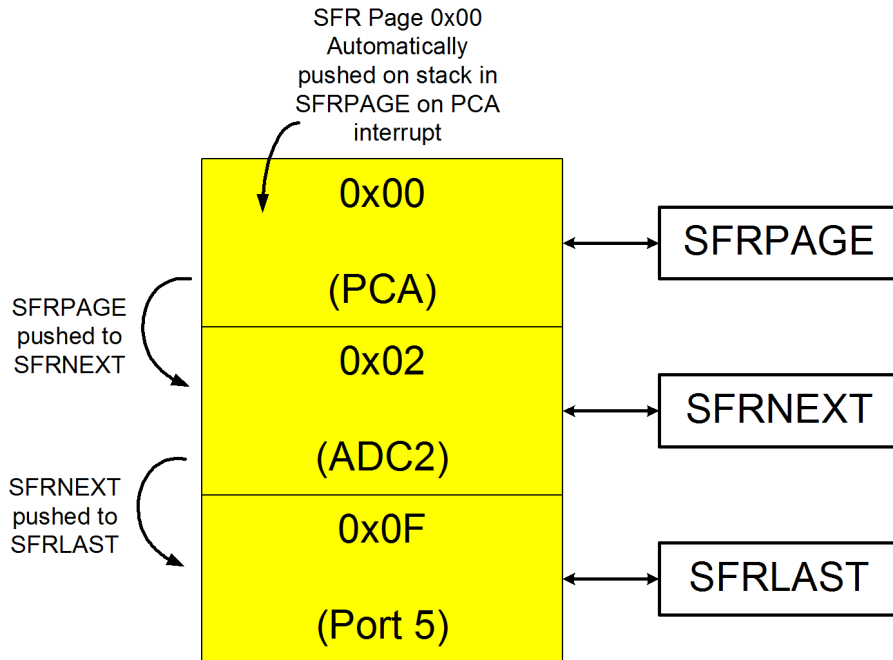 SFR Page 0x00
Automatically
pushed on stack in
SFRPAGE on PCA
interrupt
0x00
(PCA)
SFRPAGE
SFRPAGE
pushed to
SFRNEXT
0x02
(ADC2)
SFRNEXT
SFRNEXT
pushed to
SFRLAST
0x0F
(Port 5)
SFRLAST